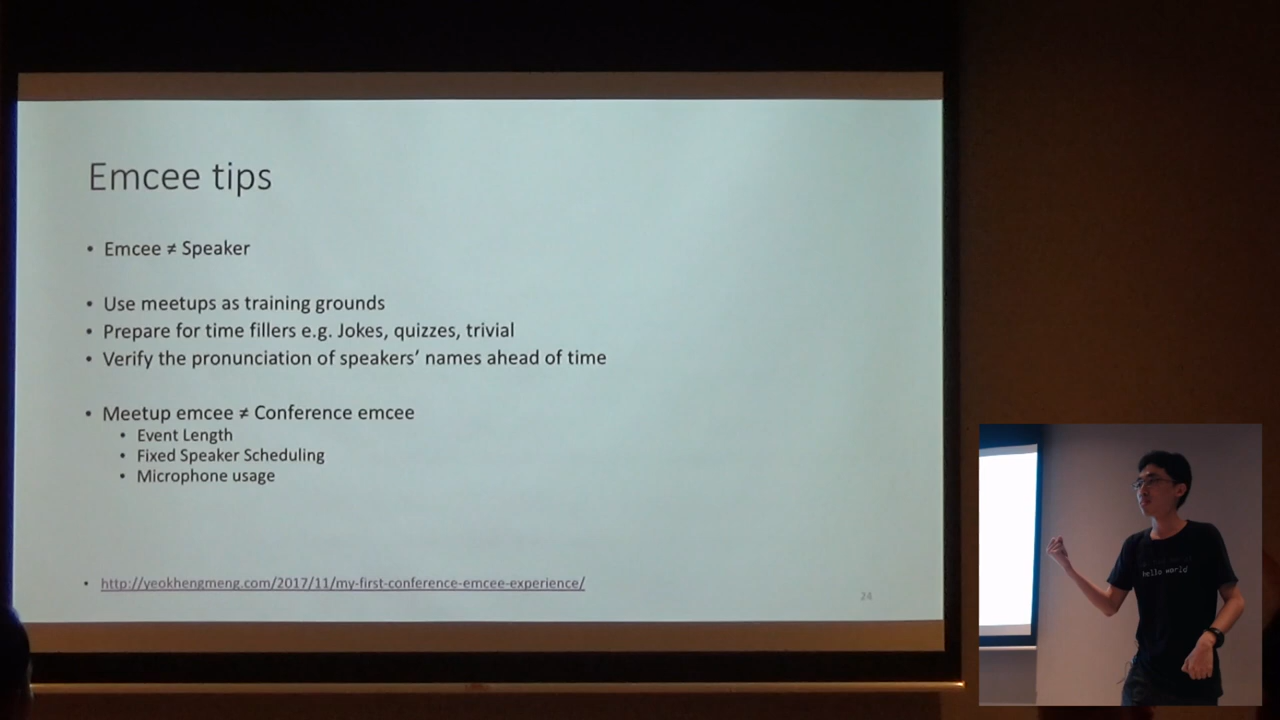 Emcee tips
• Emcee ≠ Speaker
• Use meetups as training grounds
• Prepare for time fillers e.g. Jokes, quizzes, trivial
• Verify the pronunciation of speakers’ names ahead of time
• Meetup emcee ≠ Conference emcee
• Event Length
• Fixed Speaker Scheduling
• Microphone usage
• http://yeokhengmeng.com/2017/11/my-first-conference-emcee-experience/
24
hello world